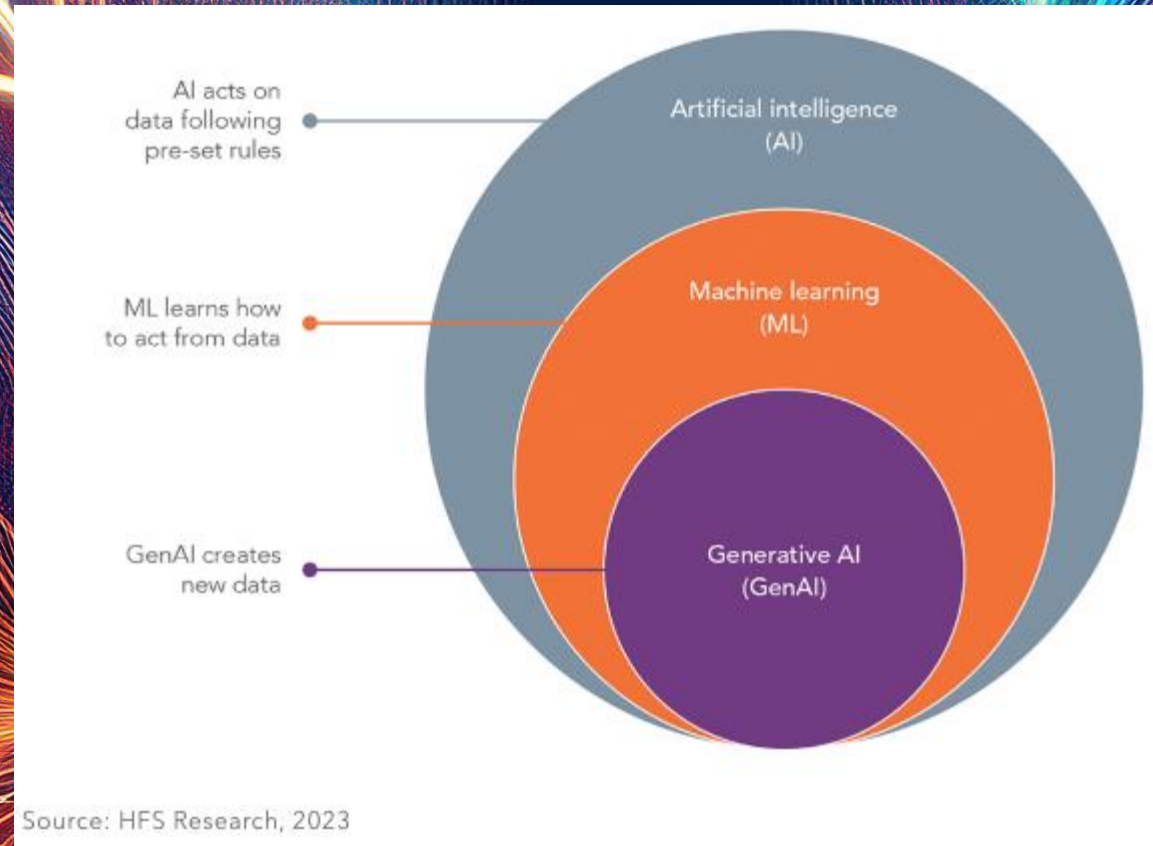 AI acts on
data following
pre-set rules
Artificial intelligence
(AI)
ML learns how
to act from data
Machine learning
(ML)
GenAI creates
new data
Generative AI
(GenAI)
Source: HFS Research, 2023